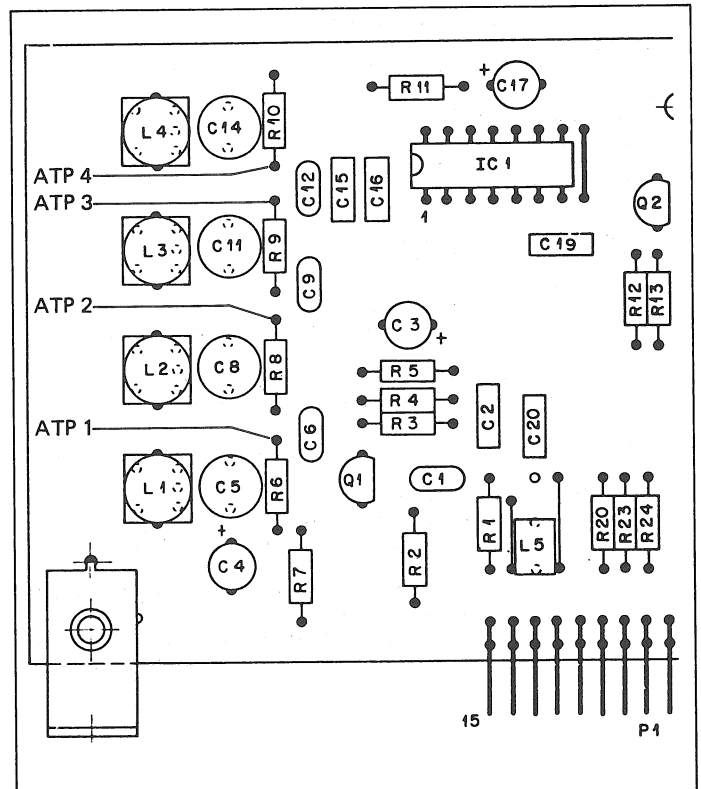 R11
+
C17
L4
C14
R10
ATP 4
C12
C15
C16
IC1
1
Q2
ATP 3
L3
C11
R9
C19
C9
R12
R13
ATP 2
C3
+
L2
C8
R8
R5
R4
R3
C2
C20
ATP 1
C6
L1
C5
R6
Q1
C1
R1
L5
R20
R23
R24
+
C4
R7
R2
15
P1